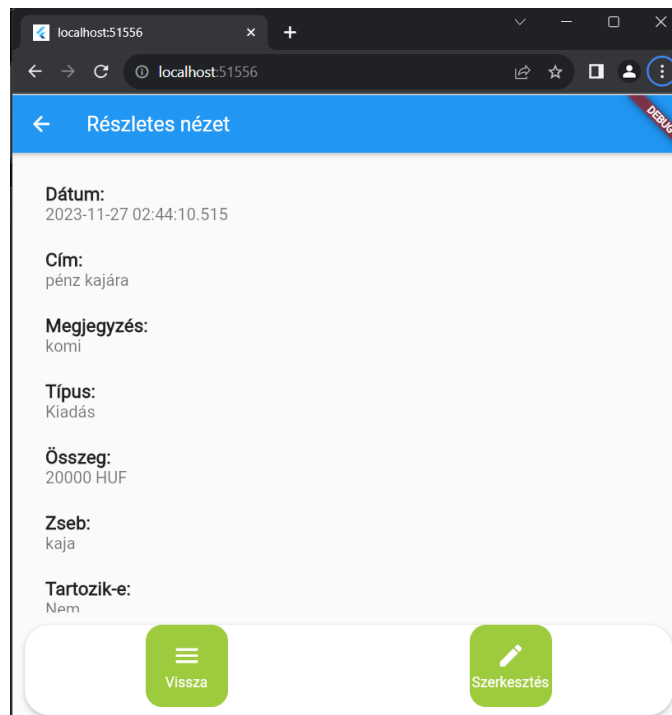 localhost:51556
localhost:51556
Részletes nézet
DEBUG
Dátum:
2023-11-27 02:44:10.515
Cím:
pénz kajára
Megjegyzés:
komi
Típus:
Kiadás
Összeg:
20000 HUF
Zseb:
kaja
Tartozik-e:
Nem
Vissza
Szerkesztés